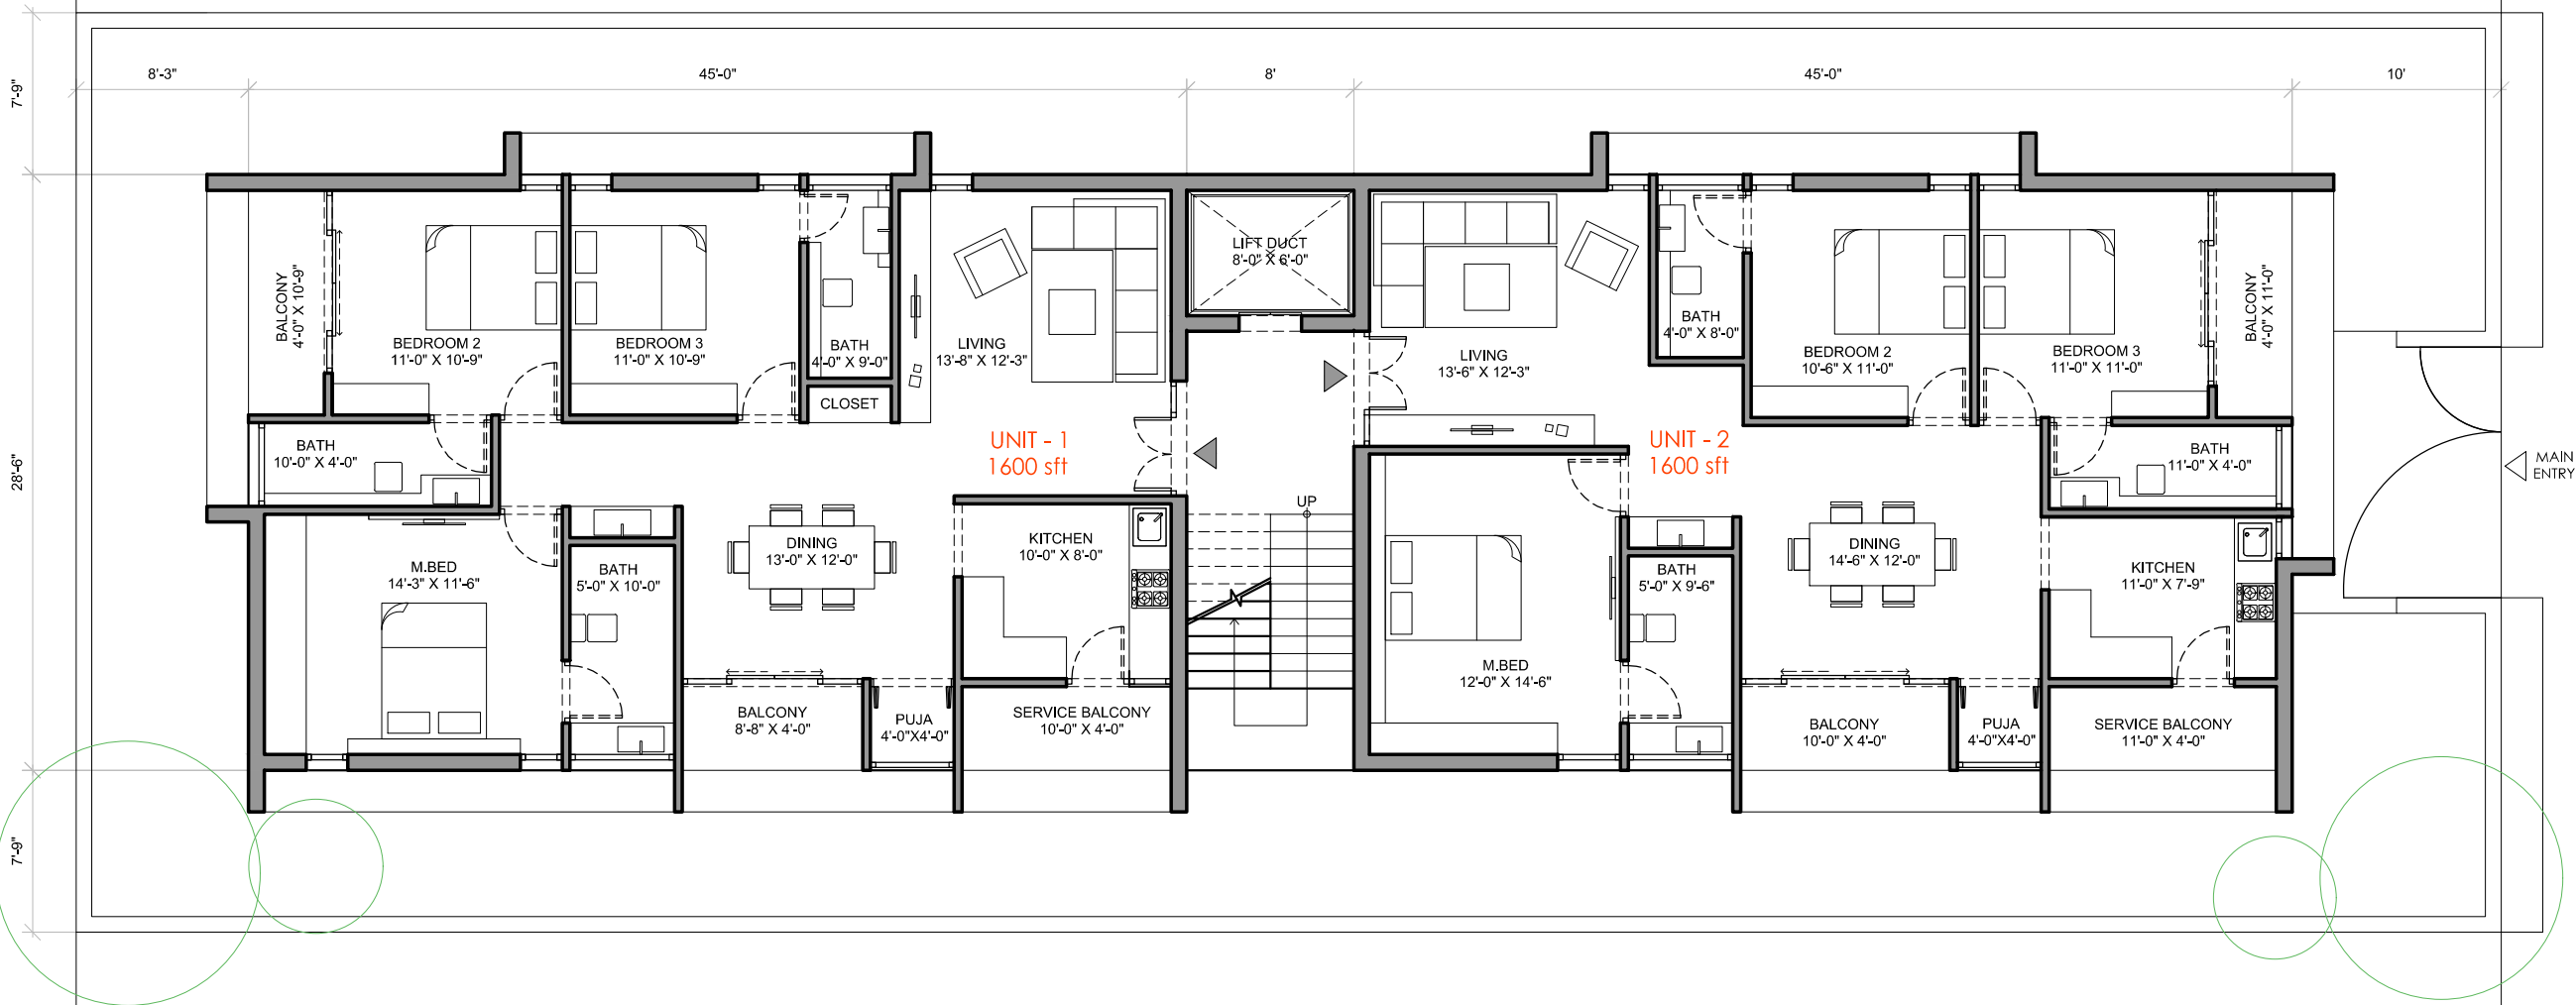 8'-3"
45'-0"
8'
45'-0"
10'
7'-9"
28'-6"
7'-9"
BALCONY
4'-0" X 10'-9"
BEDROOM 2
11'-0" X 10'-9"
BEDROOM 3
11'-0" X 10'-9"
BATH
4'-0" X 9'-0"
CLOSET
LIVING
13'-8" X 12'-3"
LIFT DUCT
8'-0" X 6'-0"
LIVING
13'-6" X 12'-3"
BATH
4'-0" X 8'-0"
BEDROOM 2
10'-6" X 11'-0"
BEDROOM 3
11'-0" X 11'-0"
BALCONY
4'-0" X 11'-0"
BATH
10'-0" X 4'-0"
UNIT - 1
1600 sft
UNIT - 2
1600 sft
BATH
11'-0" X 4'-0"
MAIN
ENTRY
UP
M.BED
14'-3" X 11'-6"
BATH
5'-0" X 10'-0"
DINING
13'-0" X 12'-0"
KITCHEN
10'-0" X 8'-0"
M.BED
12'-0" X 14'-6"
BATH
5'-0" X 9'-6"
DINING
14'-6" X 12'-0"
KITCHEN
11'-0" X 7'-9"
BALCONY
8'-8" X 4'-0"
PUJA
4'-0"X4'-0"
SERVICE BALCONY
10'-0" X 4'-0"
BALCONY
10'-0" X 4'-0"
PUJA
4'-0"X4'-0"
SERVICE BALCONY
11'-0" X 4'-0"